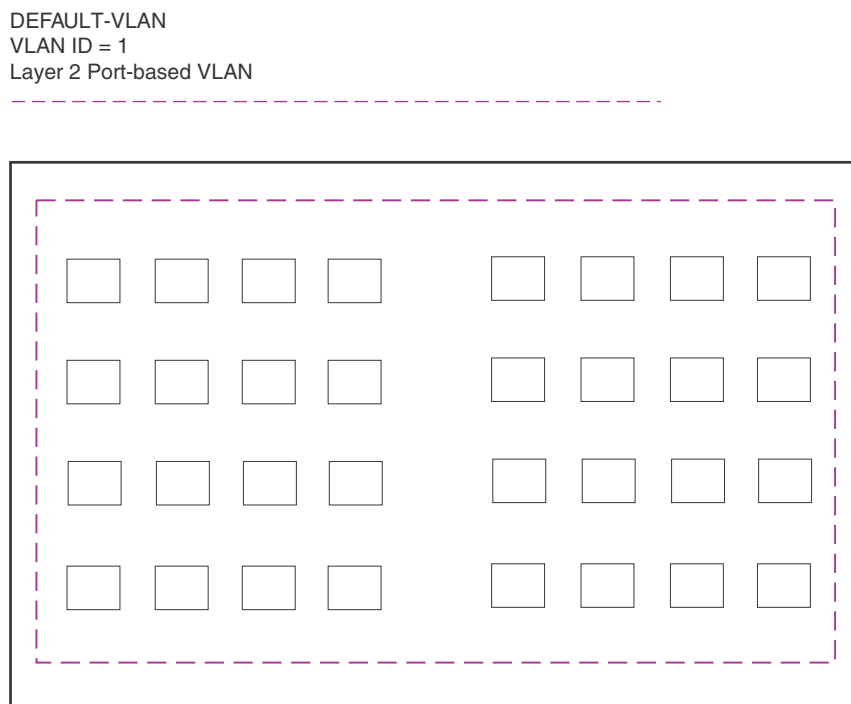 DEFAULT-VLAN
VLAN ID = 1
Layer 2 Port-based VLAN